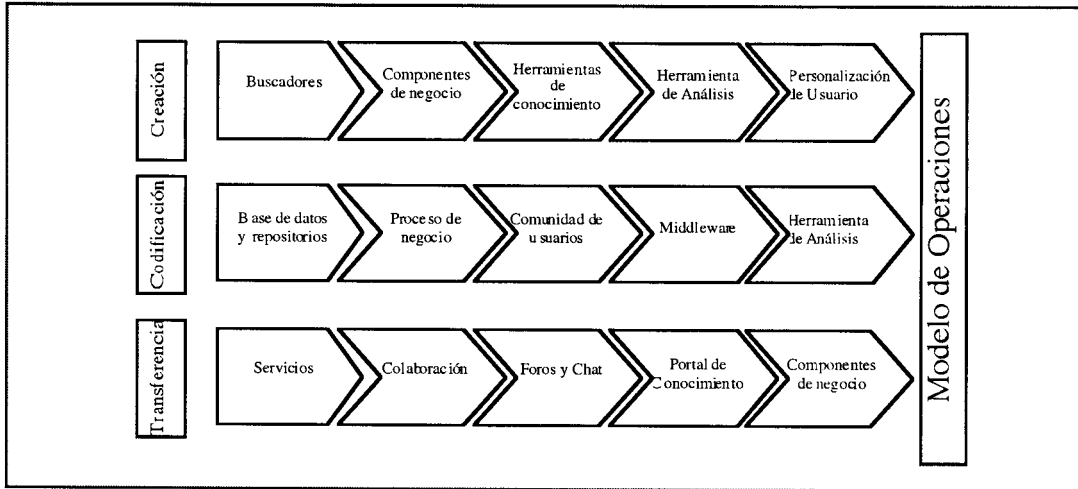 Creación
Buscadores
Componentes
de negocio
Herramientas
de
conocimiento
Herramienta
de Análisis
Personalización
de Usuario
Codificación
Base de datos
y repositorios
Proceso de
negocio
Comunidad de
usuarios
Middleware
Herramienta
de Análisis
Transferencia
Servicios
Colaboración
Foros y Chat
Portal de
Conocimiento
Componentes
de negocio
Modelo de Operaciones